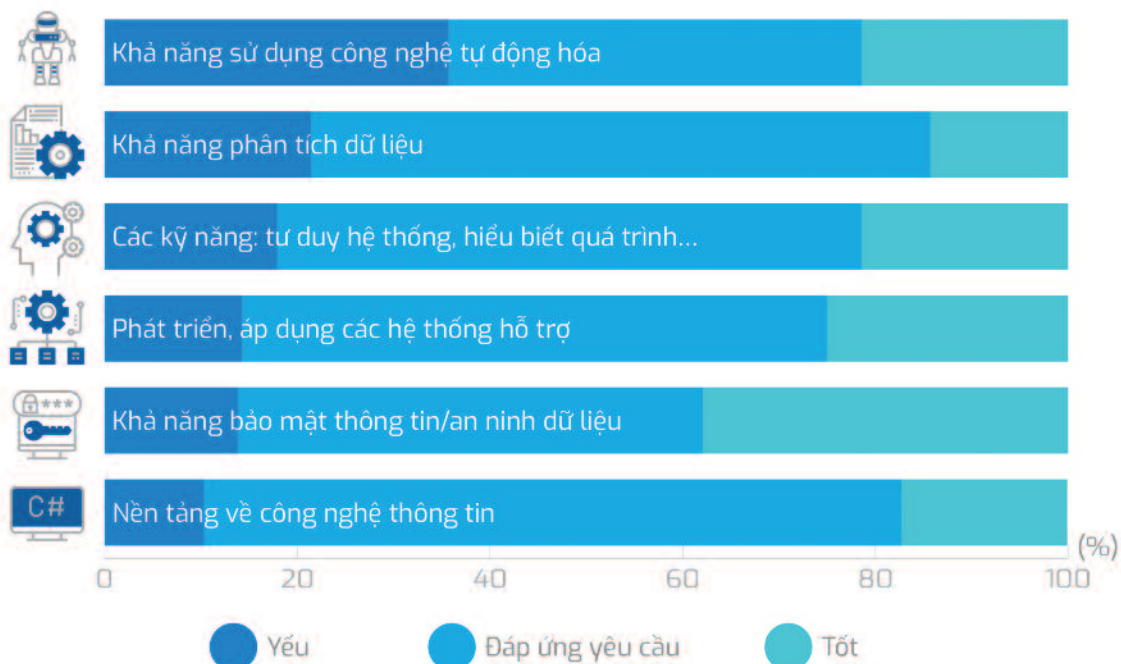 Khả năng sử dụng công nghệ tự động hóa
Khả năng phân tích dữ liệu
Các kỹ năng: tư duy hệ thống, hiểu biết quá trình...
Phát triển, áp dụng các hệ thống hỗ trợ
***
Khả năng bảo mật thông tin/an ninh dữ liệu
C#
Nền tảng về công nghệ thông tin
(%)
0 20 40 60 80 100
Yếu Đáp ứng yêu cầu Tốt